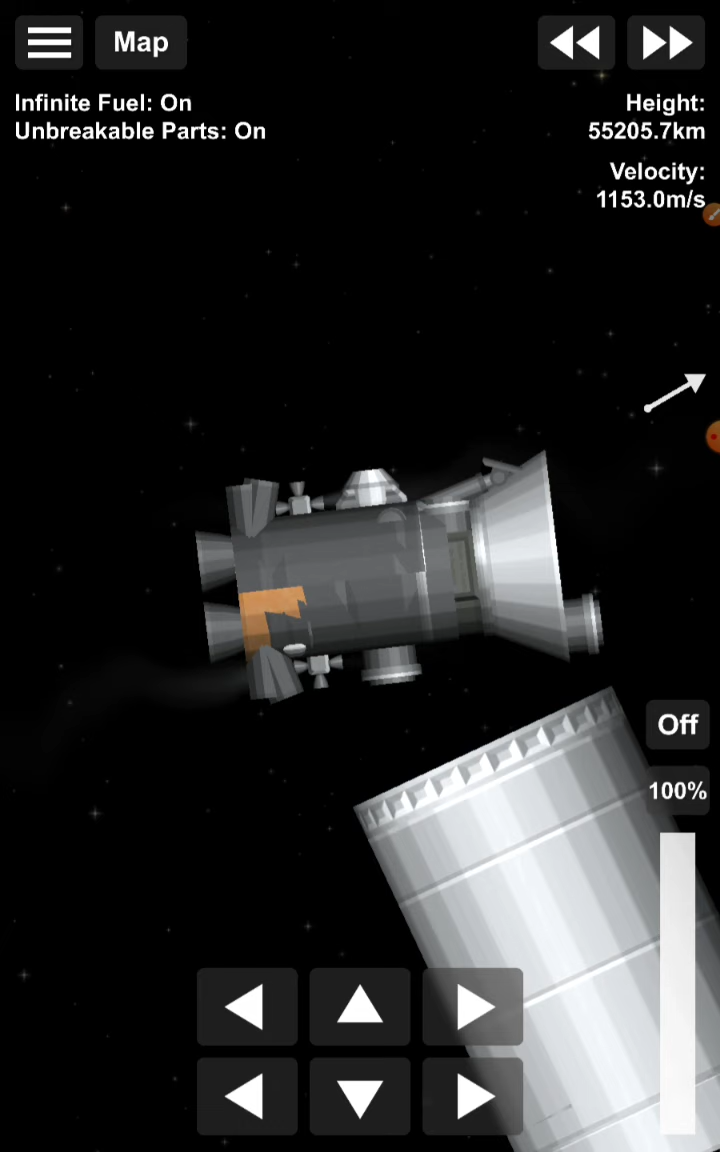 Map
Infinite Fuel: On
Unbreakable Parts: On
Height:
55205.7km
Velocity:
1153.0m/s
Off
100%